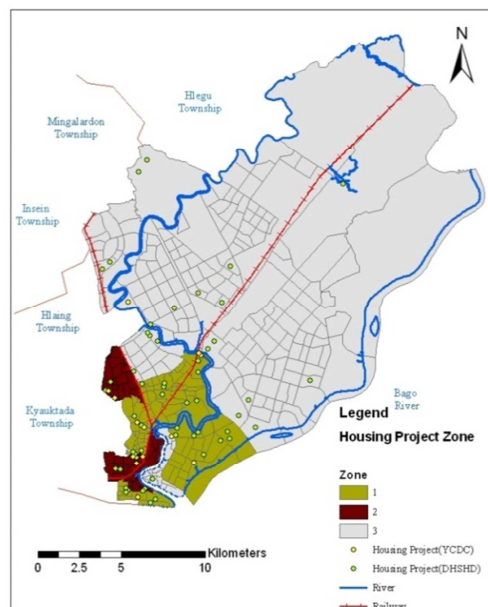 N
Hlegu
Township
Mingalardon
Township
Insein
Township
Hlaing
Township
Kyauktada
Township
Bago
River
Legend
Housing Project Zone
Zone
1
2
3
Housing Project(YCDC)
Housing Project(DHSHD)
River
Railway
Kilometers
0 2.5 5 10